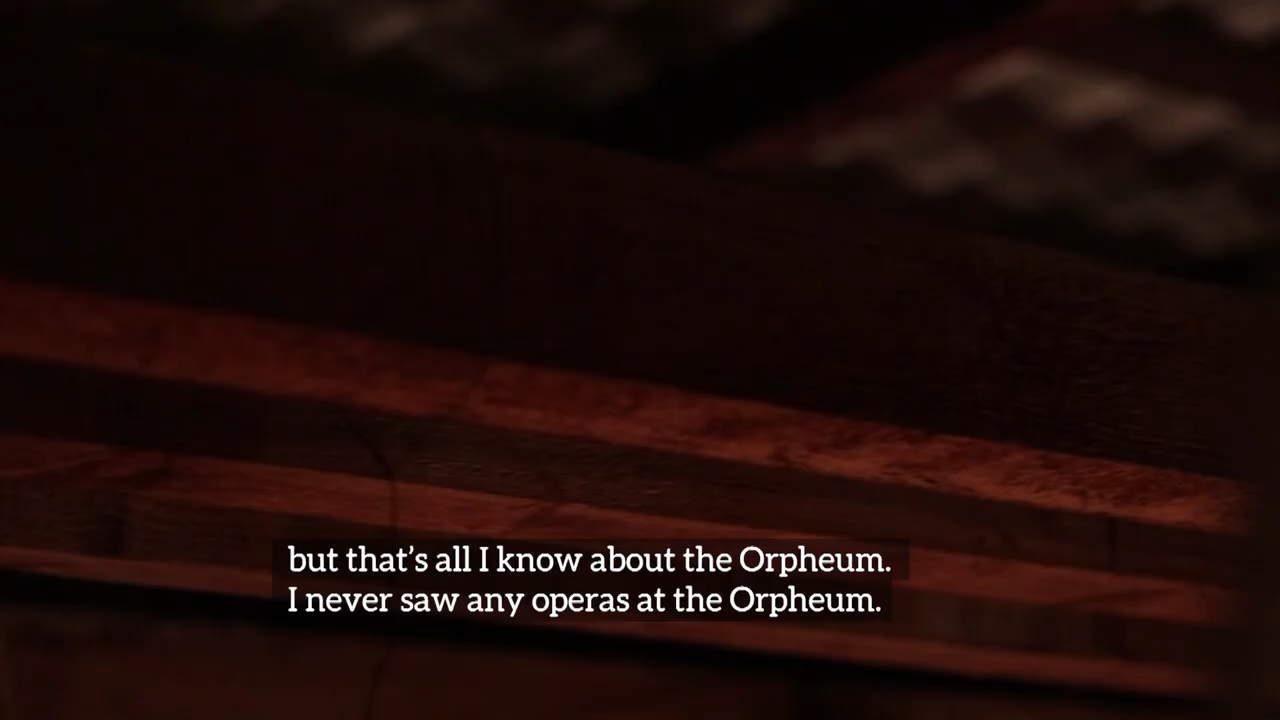 but that’s all I know about the Orpheum.
I never saw any operas at the Orpheum.